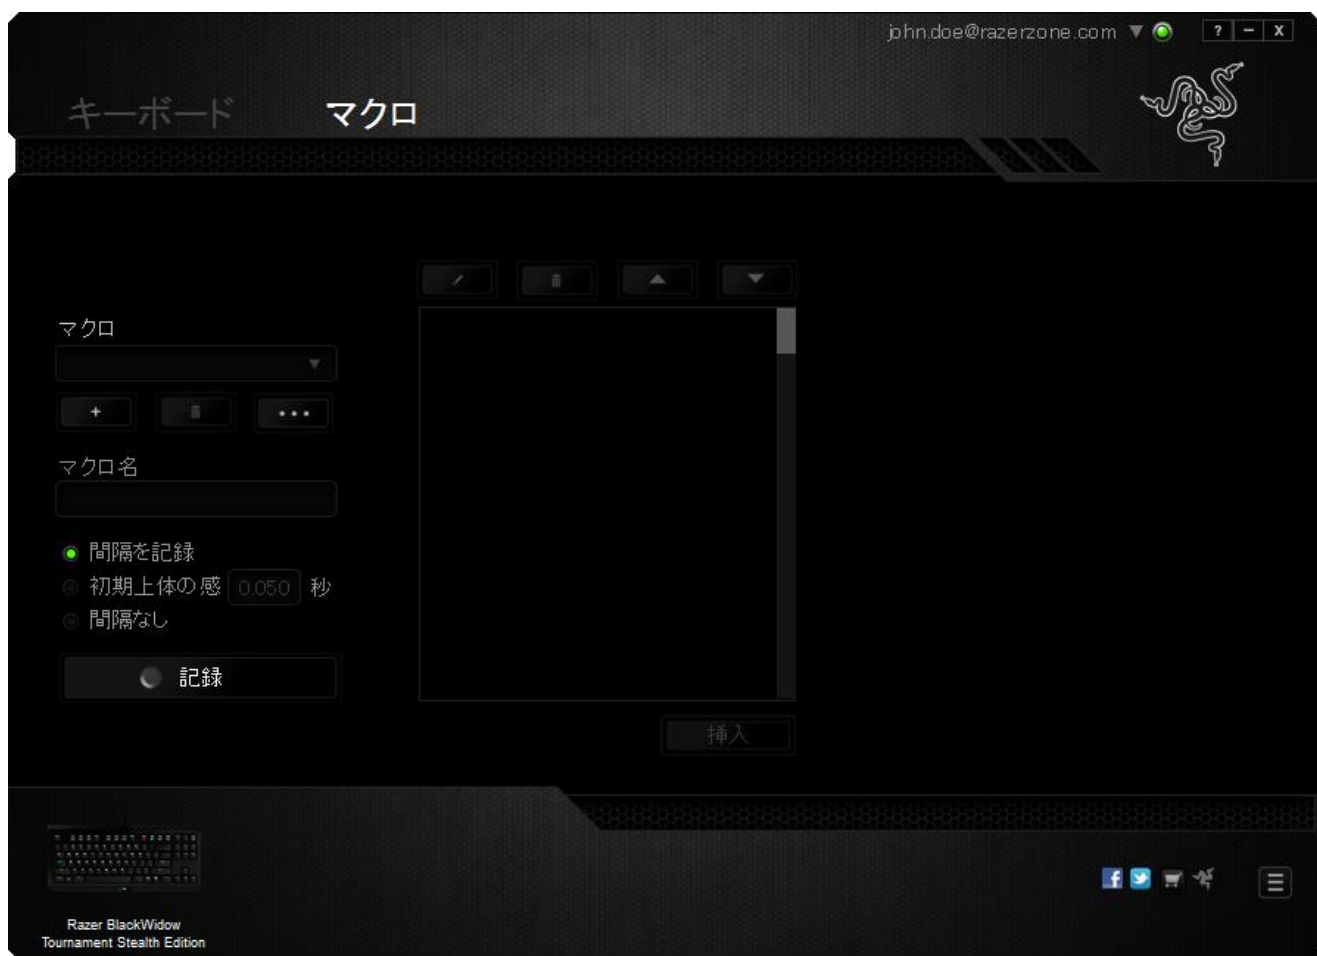 john.doe@razerzone.com
? − X
キーボード マクロ
マクロ
+ •••
マクロ名
間隔を記録
初期上体の感 0.050 秒
間隔なし
記録
挿入
Razer BlackWidow
Tournament Stealth Edition